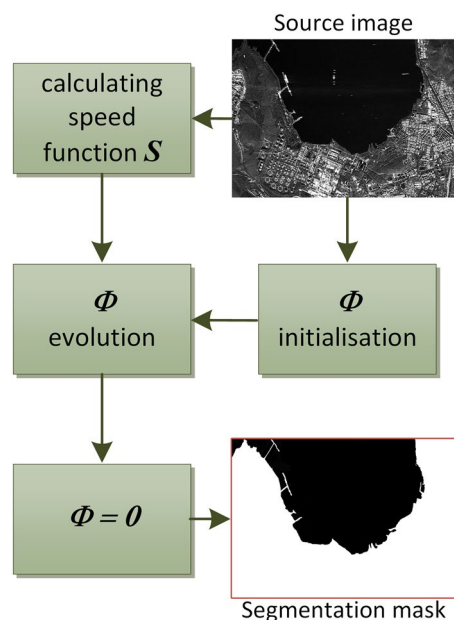 Source image
calculating
speed
function S
Φ
evolution
Φ
initialisation
Φ = 0
Segmentation mask